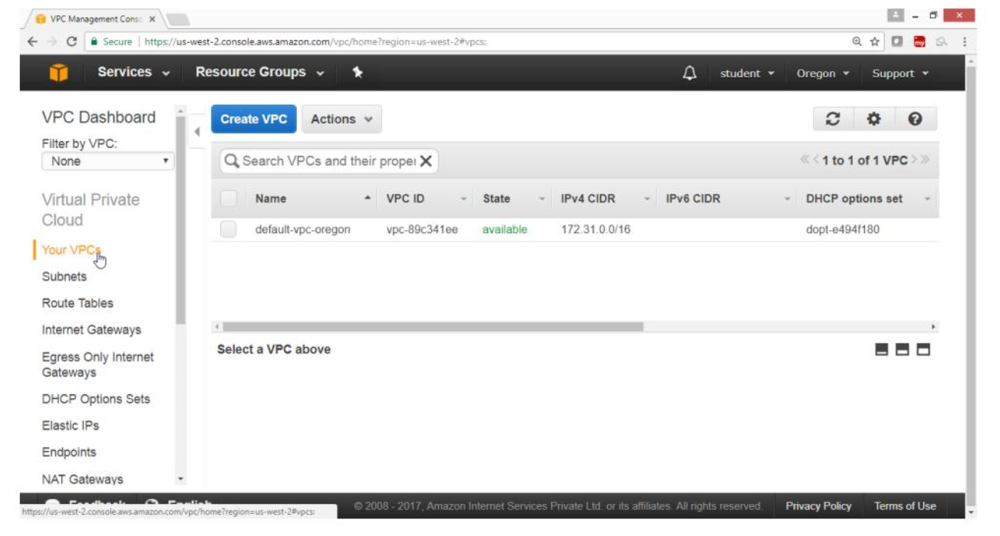 VPC Management Consc
Secure | https://us-west-2.console.aws.amazon.com/vpc/home?region=us-west-2#vpcs:
my
Services
Resource Groups
student
Oregon
Support
VPC Dashboard
Filter by VPC:
None
Virtual Private
Cloud
Your VPCs
Subnets
Route Tables
Internet Gateways
Egress Only Internet
Gateways
DHCP Options Sets
Elastic IPs
Endpoints
NAT Gateways
Create VPC
Actions
Search VPCs and their proper
1 to 1 of 1 VPC
Name VPC ID State IPv4 CIDR IPv6 CIDR DHCP options set
default-vpc-oregon vpc-89c341ee available 172.31.0.0/16 dopt-e494f180
Select a VPC above
Feedback English
https://us-west-2.console.aws.amazon.com/vpc/home?region=us-west-2#vpcs:
© 2008 - 2017, Amazon Internet Services Private Ltd. or its affiliates. All rights reserved.
Privacy Policy
Terms of Use